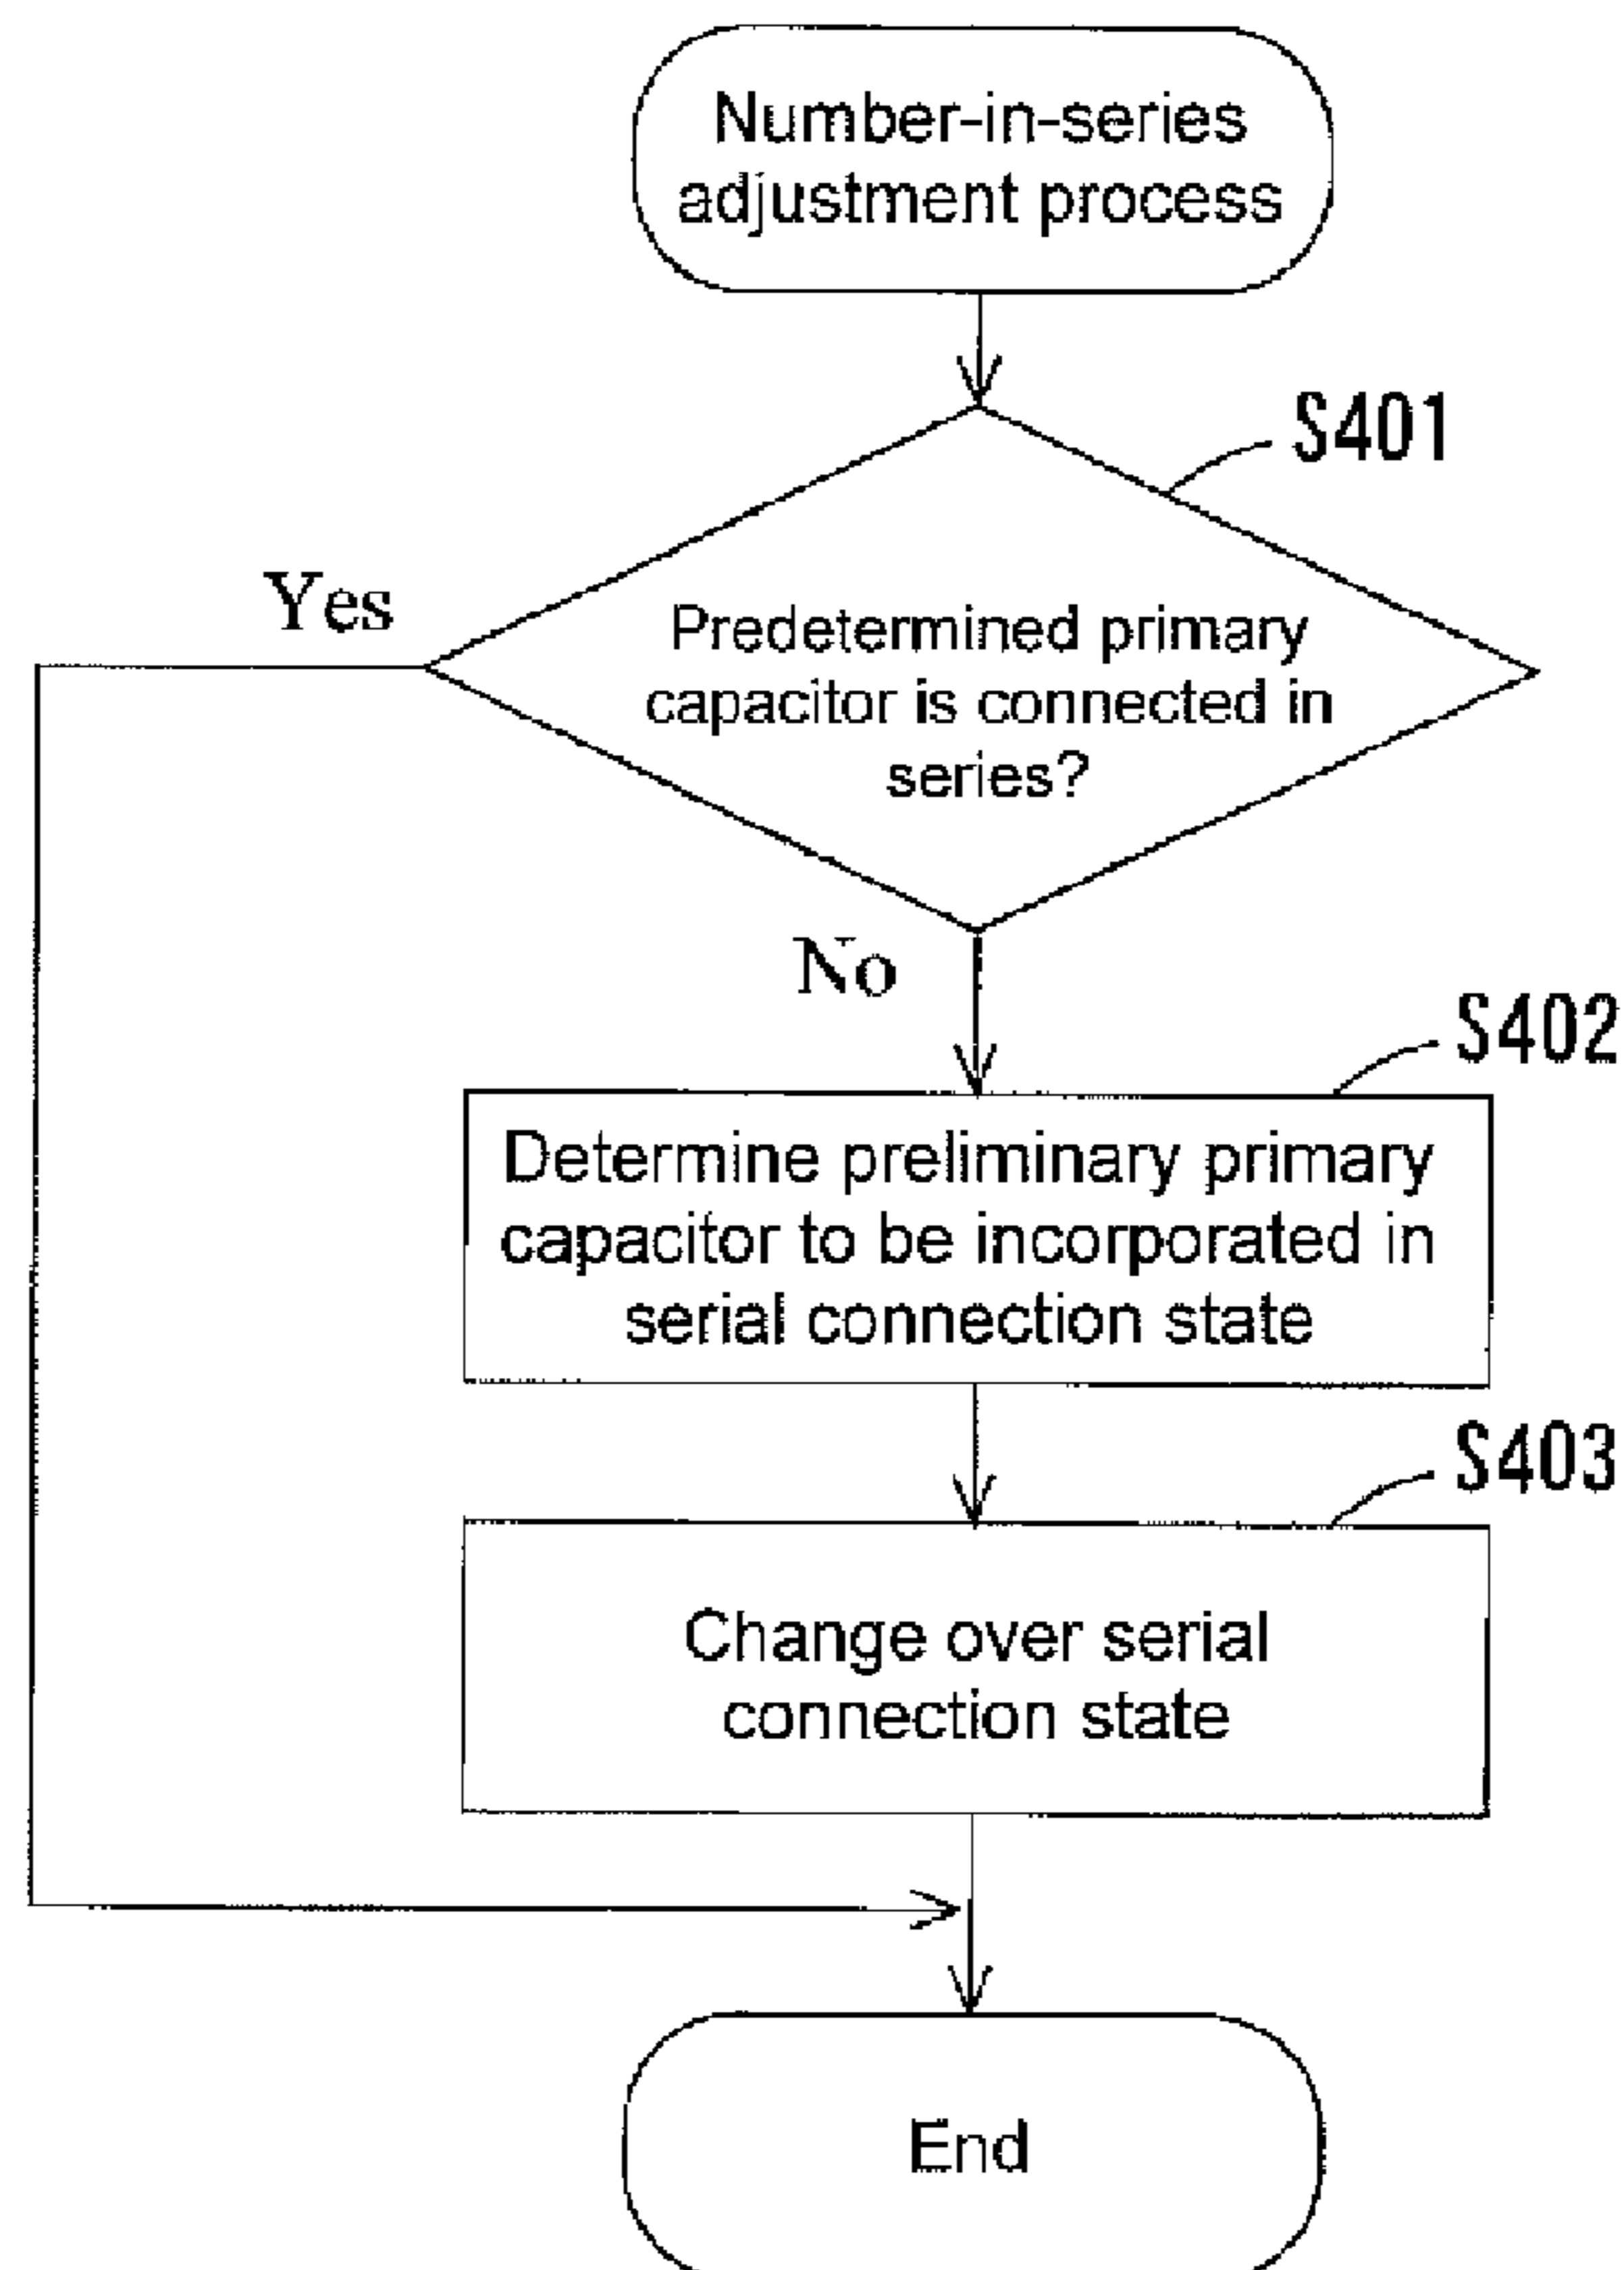 Number-in-series
adjustment process
S401
Yes
Predetermined primary
capacitor is connected in
series?
No
S402
Determine preliminary primary
capacitor to be incorporated in
serial connection state
S403
Change over serial
connection state
End